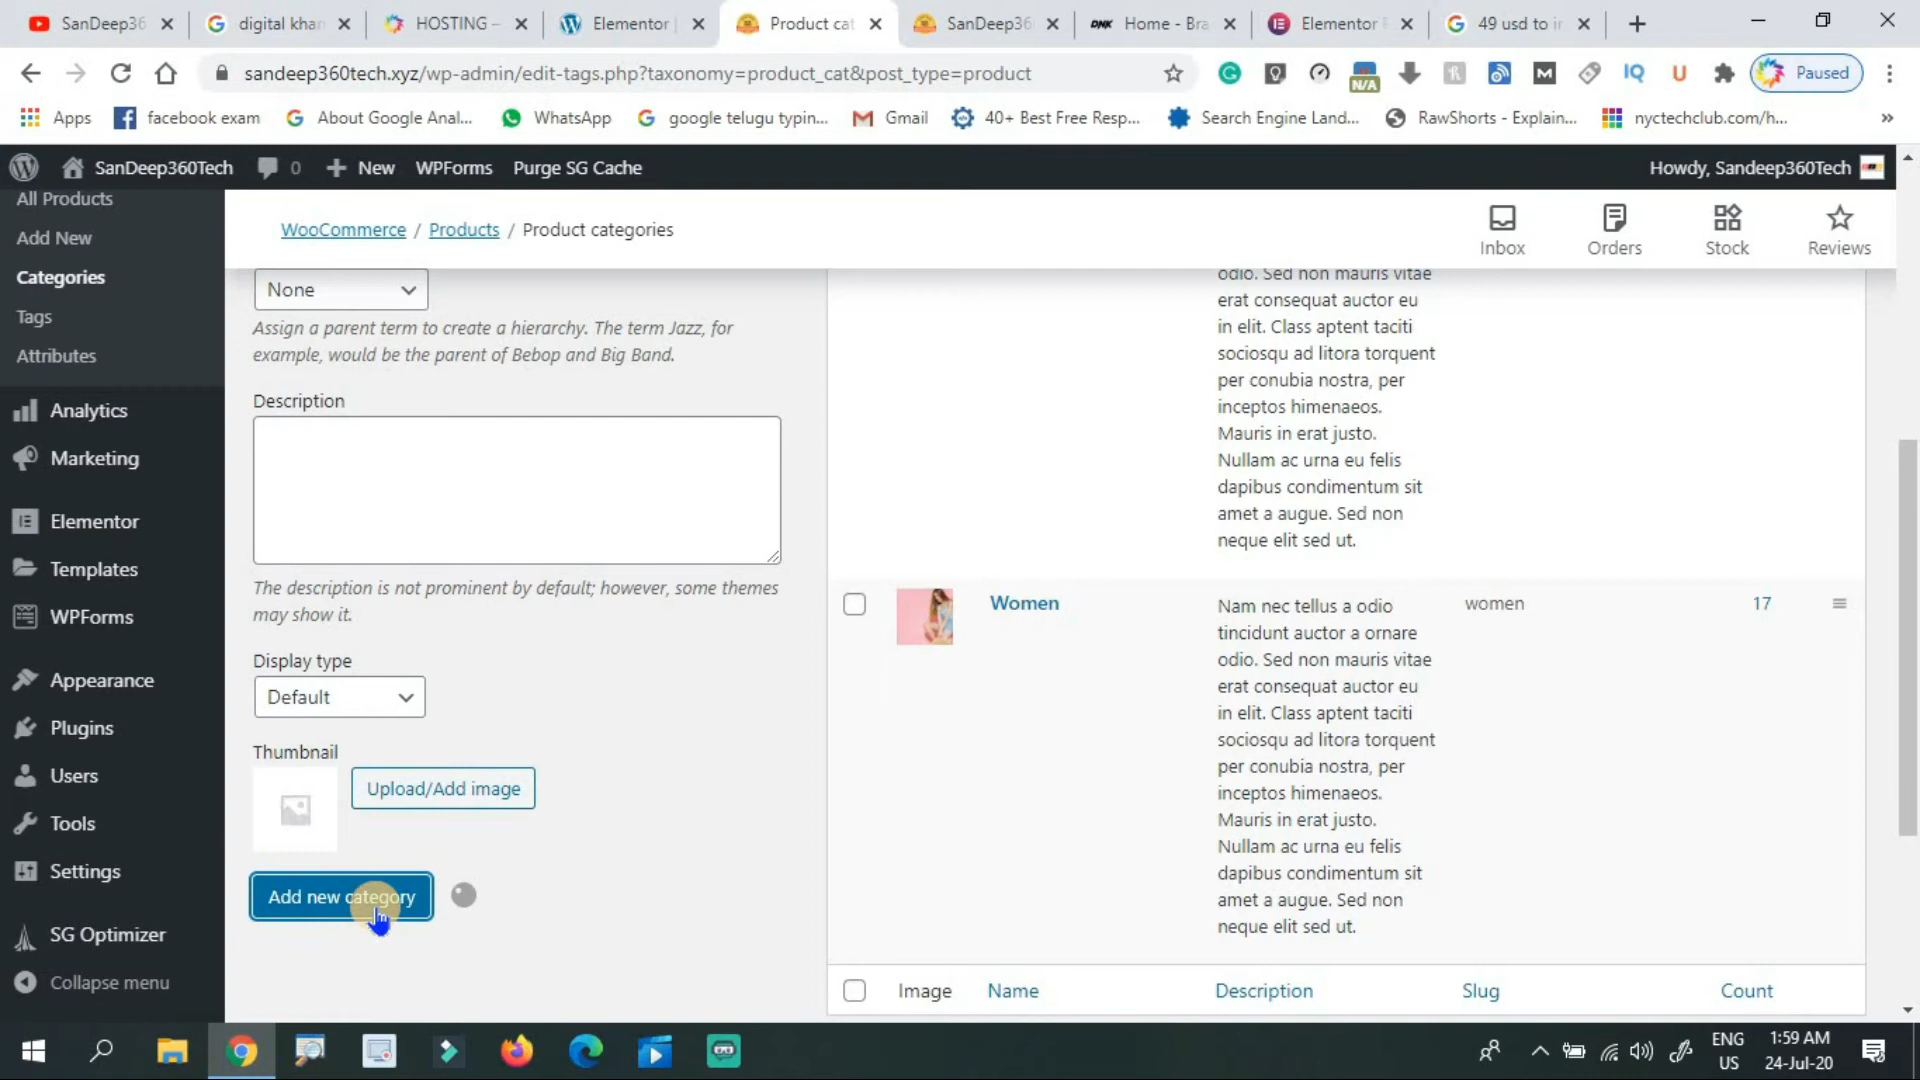 SanDeep36
digital khan
HOSTING –
Elementor
Product cat
SanDeep36
DNK Home - Bra
Elementor
49 usd to in
sandeep360tech.xyz/wp-admin/edit-tags.php?taxonomy=product_cat&post_type=product
N/A
IQ
Paused
Apps
facebook exam
About Google Anal...
WhatsApp
google telugu typin...
Gmail
40+ Best Free Resp...
Search Engine Land...
RawShorts - Explain...
nyctechclub.com/h...
»
SanDeep360Tech
0
New
WPForms
Purge SG Cache
Howdy, Sandeep360Tech
All Products
Add New
Categories
Tags
Attributes
Analytics
Marketing
Elementor
Templates
WPForms
Appearance
Plugins
Users
Tools
Settings
SG Optimizer
Collapse menu
WooCommerce / Products / Product categories
Inbox
Orders
Stock
Reviews
None
Assign a parent term to create a hierarchy. The term Jazz, for
example, would be the parent of Bebop and Big Band.
Description
The description is not prominent by default; however, some themes
may show it.
Display type
Default
Thumbnail
Upload/Add image
Add new category
odio. Sed non mauris vitae
erat consequat auctor eu
in elit. Class aptent taciti
sociosqu ad litora torquent
per conubia nostra, per
inceptos himenaeos.
Mauris in erat justo.
Nullam ac urna eu felis
dapibus condimentum sit
amet a augue. Sed non
neque elit sed ut.
Women
Nam nec tellus a odio
tincidunt auctor a ornare
odio. Sed non mauris vitae
erat consequat auctor eu
in elit. Class aptent taciti
sociosqu ad litora torquent
per conubia nostra, per
inceptos himenaeos.
Mauris in erat justo.
Nullam ac urna eu felis
dapibus condimentum sit
amet a augue. Sed non
neque elit sed ut.
women
17
Image
Name
Description
Slug
Count
ENG
US
1:59 AM
24-Jul-20